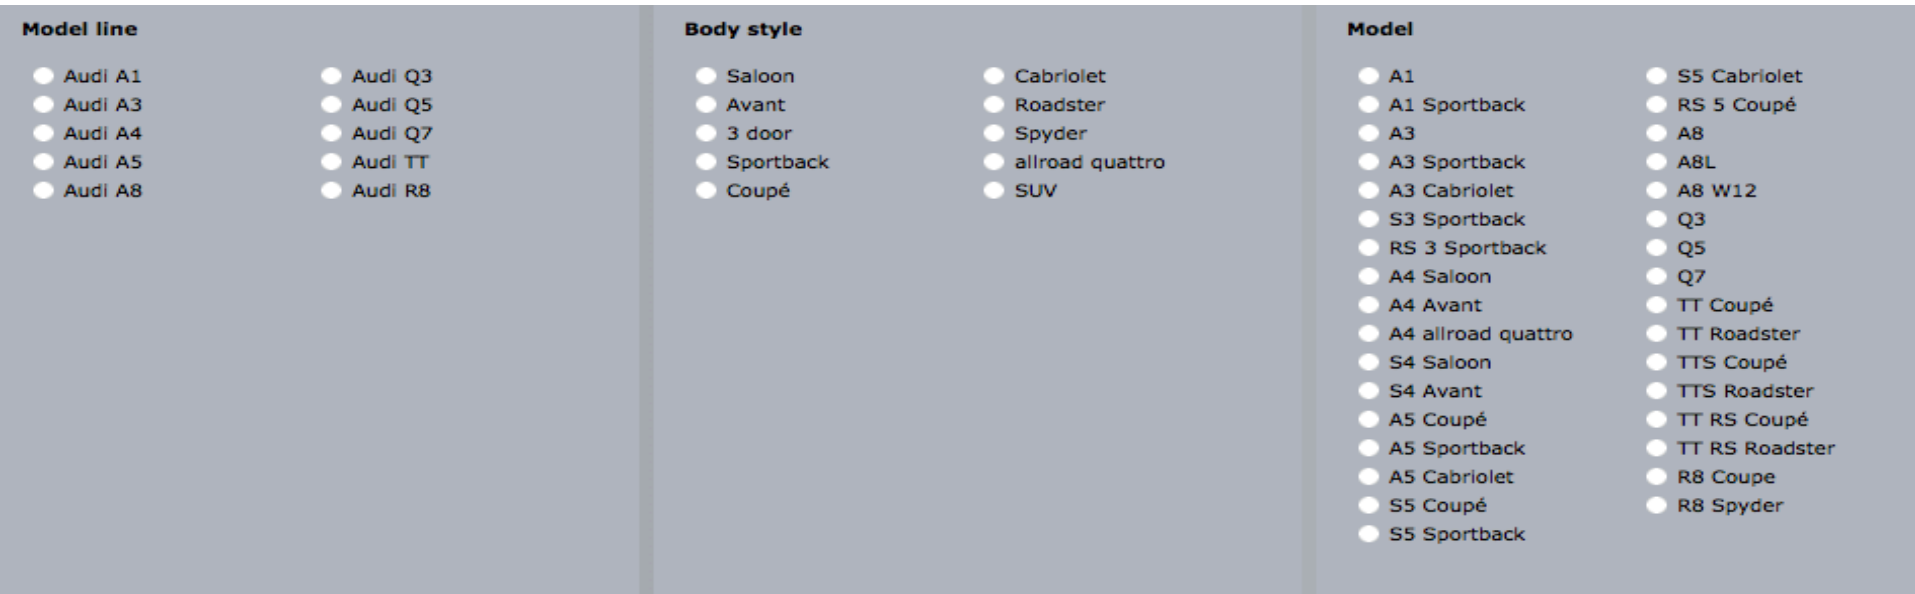 Model line
Audi A1
Audi A3
Audi A4
Audi A5
Audi A8
Audi Q3
Audi Q5
Audi Q7
Audi TT
Audi R8
Body style
Saloon
Avant
3 door
Sportback
Coupé
Cabriolet
Roadster
Spyder
allroad quattro
SUV
Model
A1
A1 Sportback
A3
A3 Sportback
A3 Cabriolet
S3 Sportback
RS 3 Sportback
A4 Saloon
A4 Avant
A4 allroad quattro
S4 Saloon
S4 Avant
A5 Coupé
A5 Sportback
A5 Cabriolet
S5 Coupé
S5 Sportback
S5 Cabriolet
RS 5 Coupé
A8
A8L
A8 W12
Q3
Q5
Q7
TT Coupé
TT Roadster
TTS Coupé
TTS Roadster
TT RS Coupé
TT RS Roadster
R8 Coupe
R8 Spyder